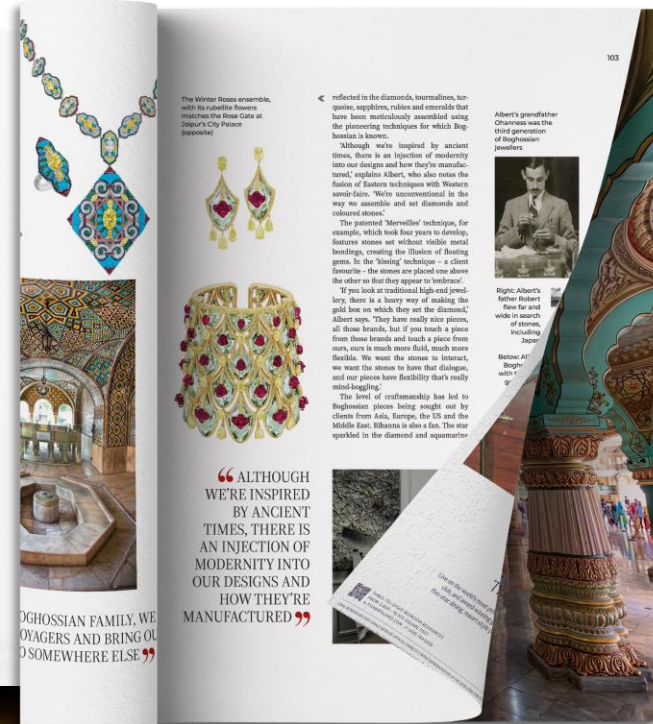 103
The Winter Roses ensemble,
with its rubellite flowers
matches the Rose Gate at
Jaipur's City Palace
(opposite)
reflected in the diamonds, tourmalines, tur-
quoise, sapphires, rubies and emeralds that
have been meticulously assembled using
the pioneering techniques for which Bog-
hossian is known.
'Although we're inspired by ancient
times, there is an injection of modernity
into our designs and how they're manufac-
tured,' explains Albert, who also notes the
fusion of Eastern techniques with Western
savoir-faire. 'We're unconventional in the
way we assemble and set diamonds and
coloured stones.'
The patented 'Merveilles' technique, for
example, which took four years to develop,
features stones set without visible metal
bondings, creating the illusion of floating
gems. In the 'kissing' technique – a client
favourite – the stones are placed one above
the other so that they appear to 'embrace'.
'If you look at traditional high-end jewel-
lery, there is a heavy way of making the
gold box on which they set the diamond,'
Albert says. 'They have really nice pieces,
all those brands, but if you touch a piece
from those brands and touch a piece from
ours, ours is much more fluid, much more
flexible. We want the stones to interact,
we want the stones to have that dialogue,
and our pieces have flexibility that's really
mind-boggling.'
The level of craftsmanship has led to
Boghossian pieces being sought out by
clients from Asia, Europe, the US and the
Middle East. Rihanna is also a fan. The star
sparkled in the diamond and aquamarine
Albert's grandfather
Ohanness was the
third generation
of Boghossian
jewellers
Right: Albert's
father Robert
flew far and
wide in search
of stones,
including
Japan
Below: Al
Bogh
with
“ ALTHOUGH
WE'RE INSPIRED
BY ANCIENT
TIMES, THERE IS
AN INJECTION OF
MODERNITY INTO
OUR DESIGNS AND
HOW THEY'RE
MANUFACTURED ”
OGHOSSIAN FAMILY, WE
OYAGERS AND BRING OU
O SOMEWHERE ELSE ”